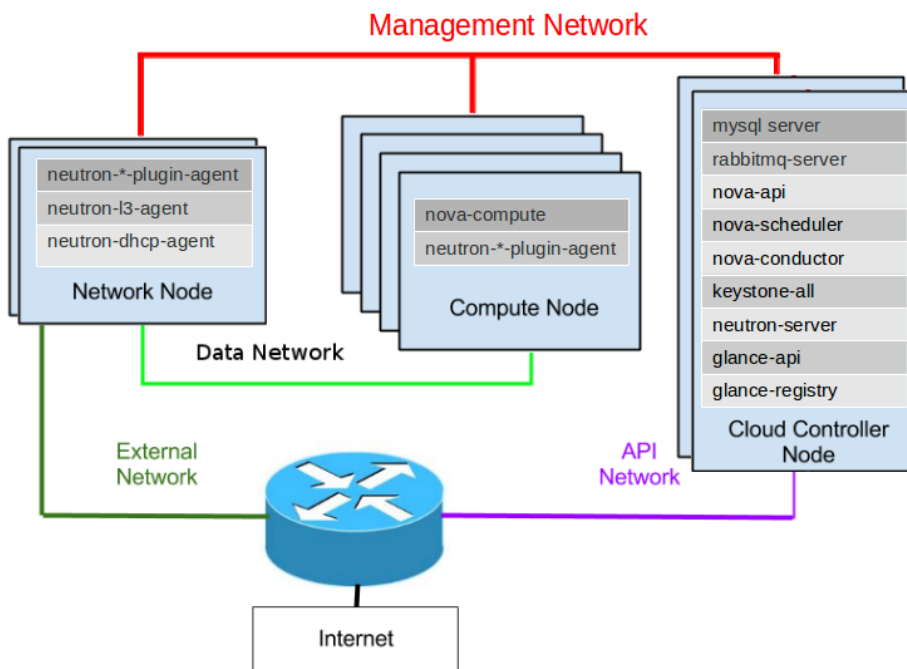 Management Network
neutron-*-plugin-agent
neutron-l3-agent
neutron-dhcp-agent
Network Node
nova-compute
neutron-*-plugin-agent
Compute Node
mysql server
rabbitmq-server
nova-api
nova-scheduler
nova-conductor
keystone-all
neutron-server
glance-api
glance-registry
Cloud Controller
Node
Data Network
External
Network
API
Network
Internet